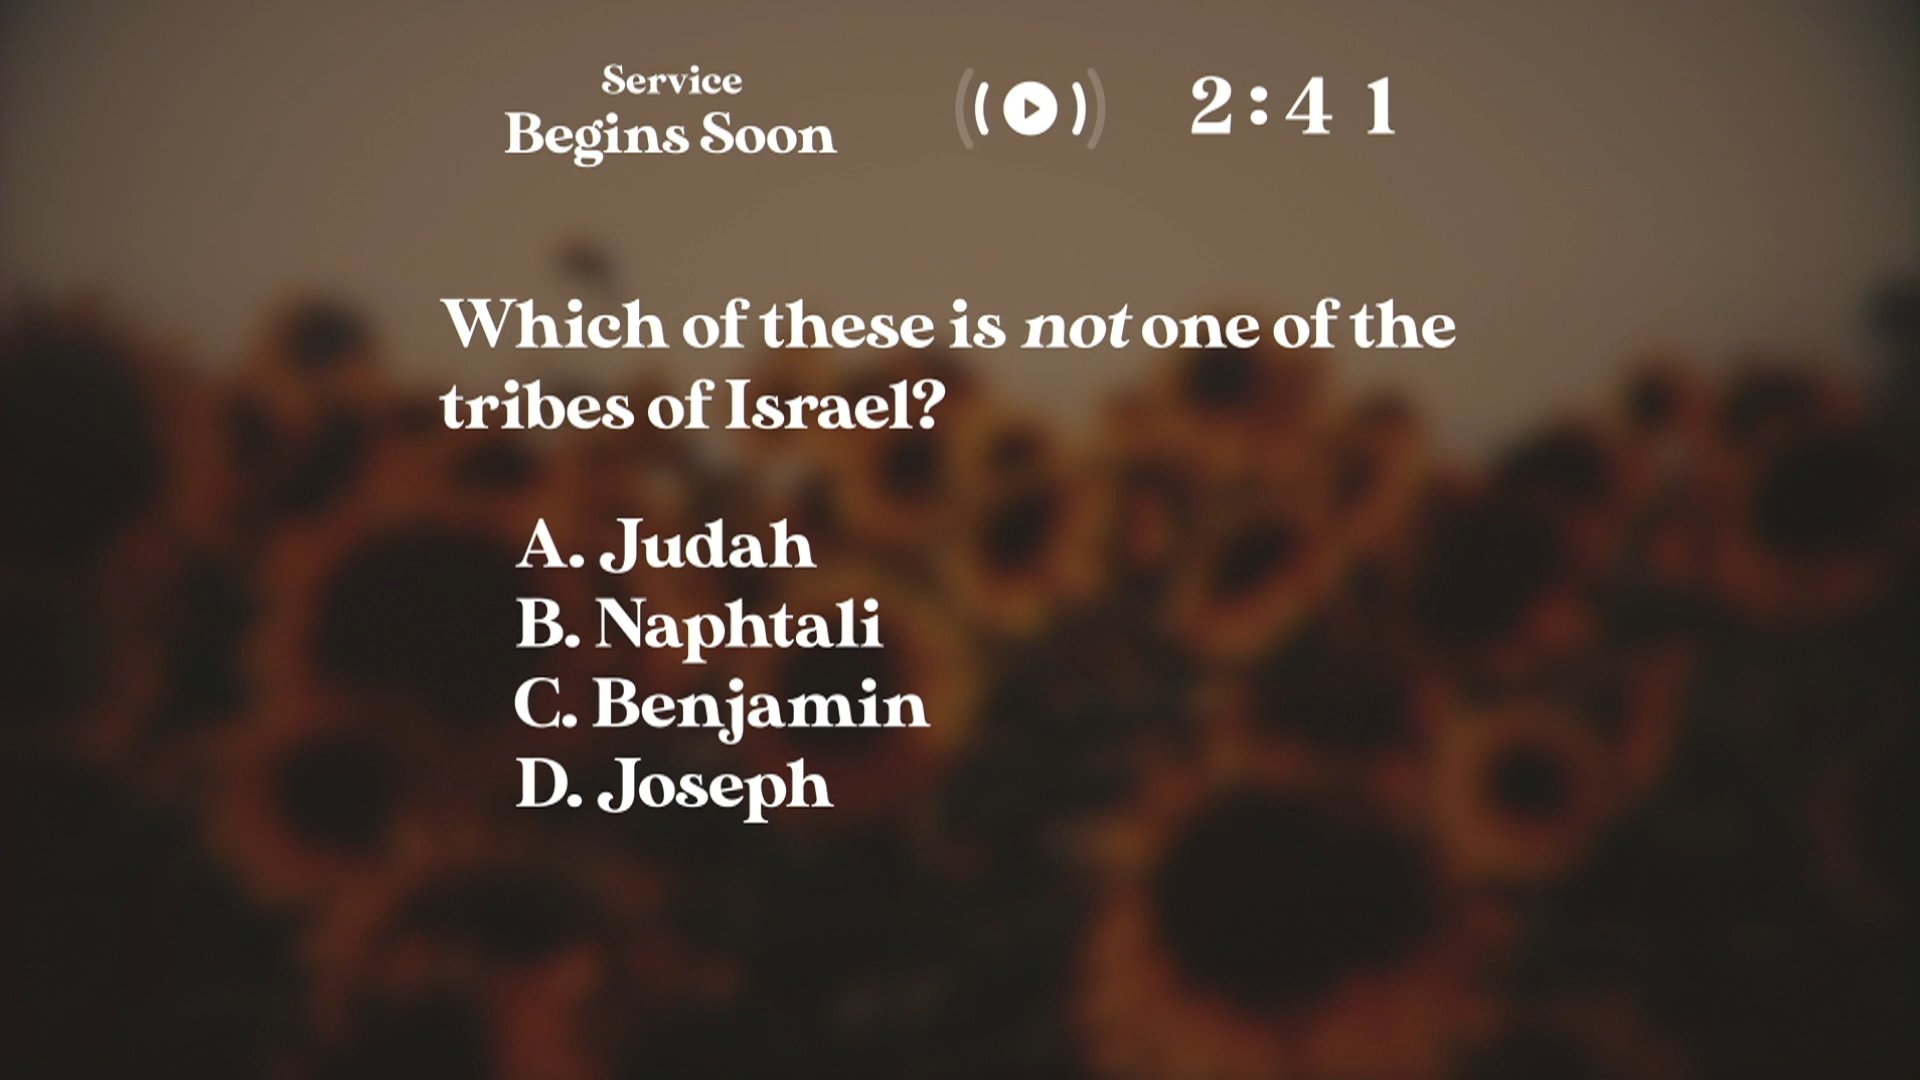 Service
Begins Soon
2:41
Which of these is not one of the
tribes of Israel?
A. Judah
B. Naphtali
C. Benjamin
D. Joseph